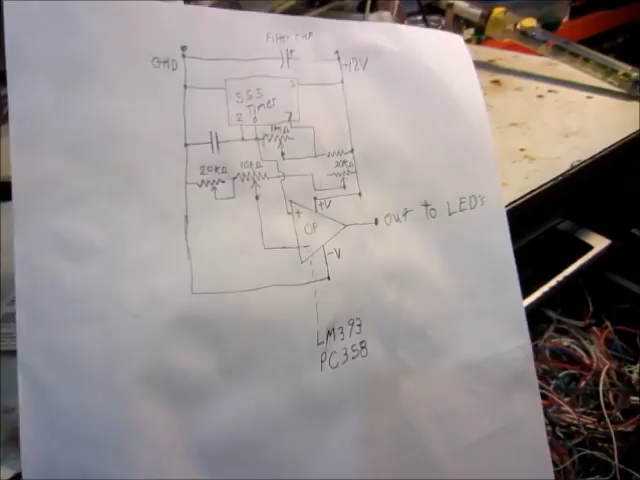 Filter cap
GND
+12V
555
Timer
2 6 7
1MΩ
20KΩ
10KΩ
20KΩ
+V
+
OP
-
-V
out to LED's
LM393
PC358